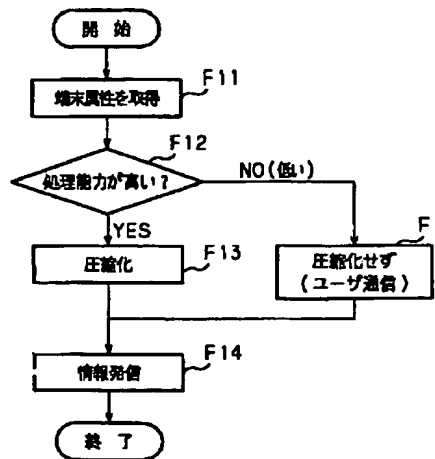 開 始
端末属性を取得
F11
F12
処理能力が高い?
NO(低い)
YES
圧縮化
F13
F
圧縮化せず
(ユーザ通信)
情報発信
F14
終 了